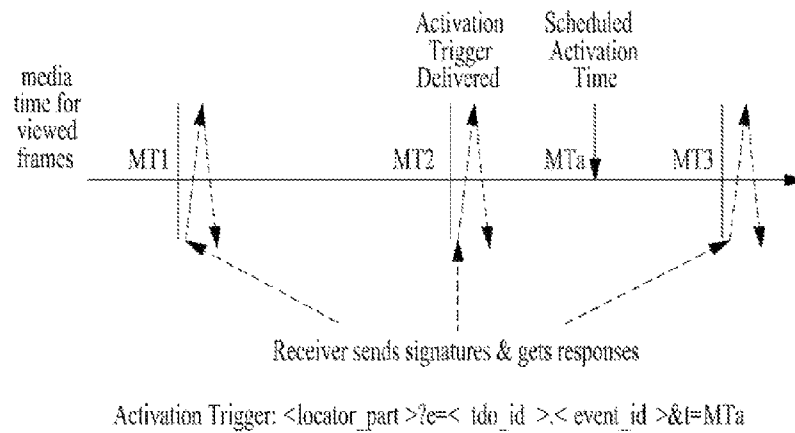 Activation
Trigger
Delivered
Scheduled
Activation
Time
media
time for
viewed
frames
MT1
MT2
MTa
MT3
Receiver sends signatures & gets responses
Activation Trigger: <locator_part >?e=< tdo_id >.< event_id >&t=MTa